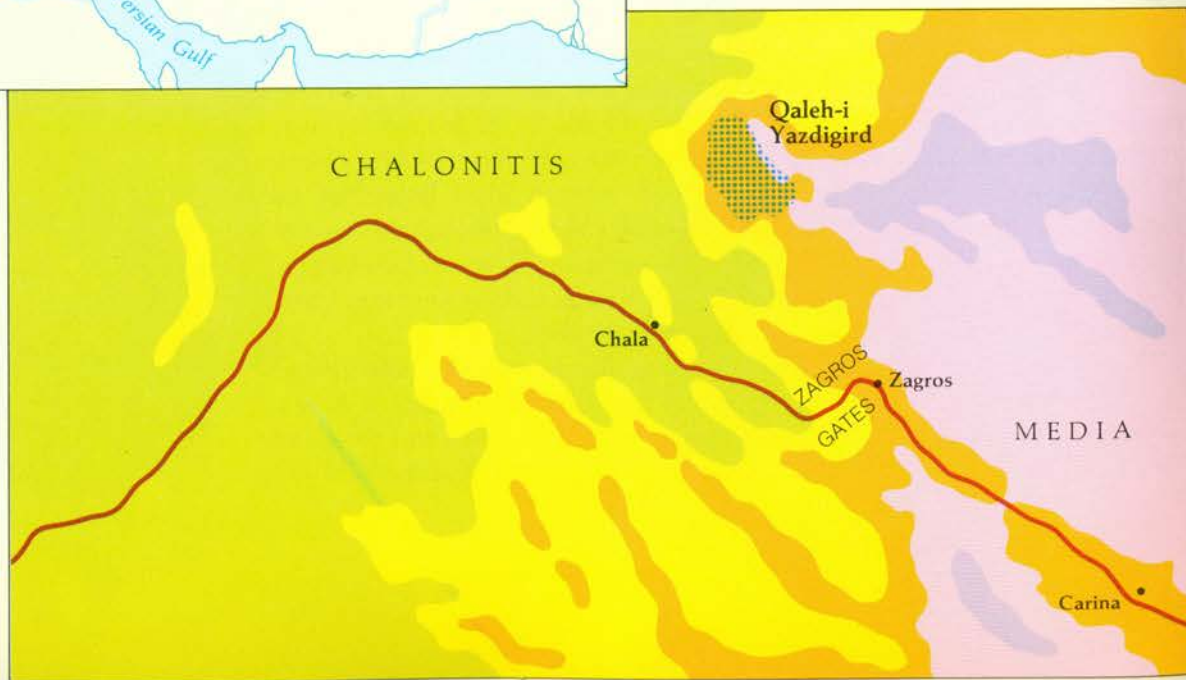 ersian Gulf
Qaleh-i
Yazdigird
CHALONITIS
Chala
ZAGROS
GATES
Zagros
MEDIA
Carina